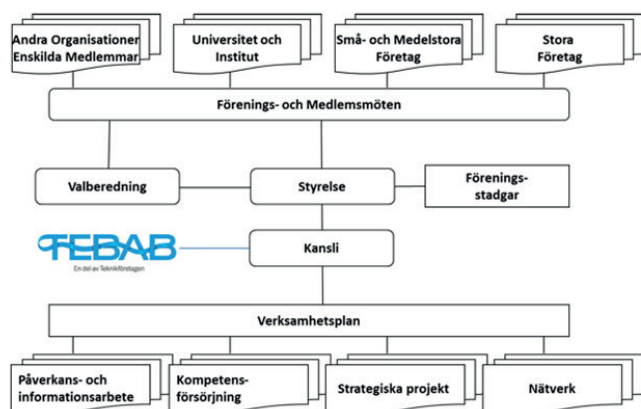 Andra Organisationer
Enskilda Medlemmar
Universitet och
Institut
Små- och Medelstora
Företag
Stora
Företag
Förenings- och Medlemsmöten
Valberedning
Styrelse
Förenings-
stadgar
TEBAB
En del av Teknikföretagen
Kansli
Verksamhetsplan
Påverkans- och
informationsarbete
Kompetens-
försörjning
Strategiska projekt
Nätverk